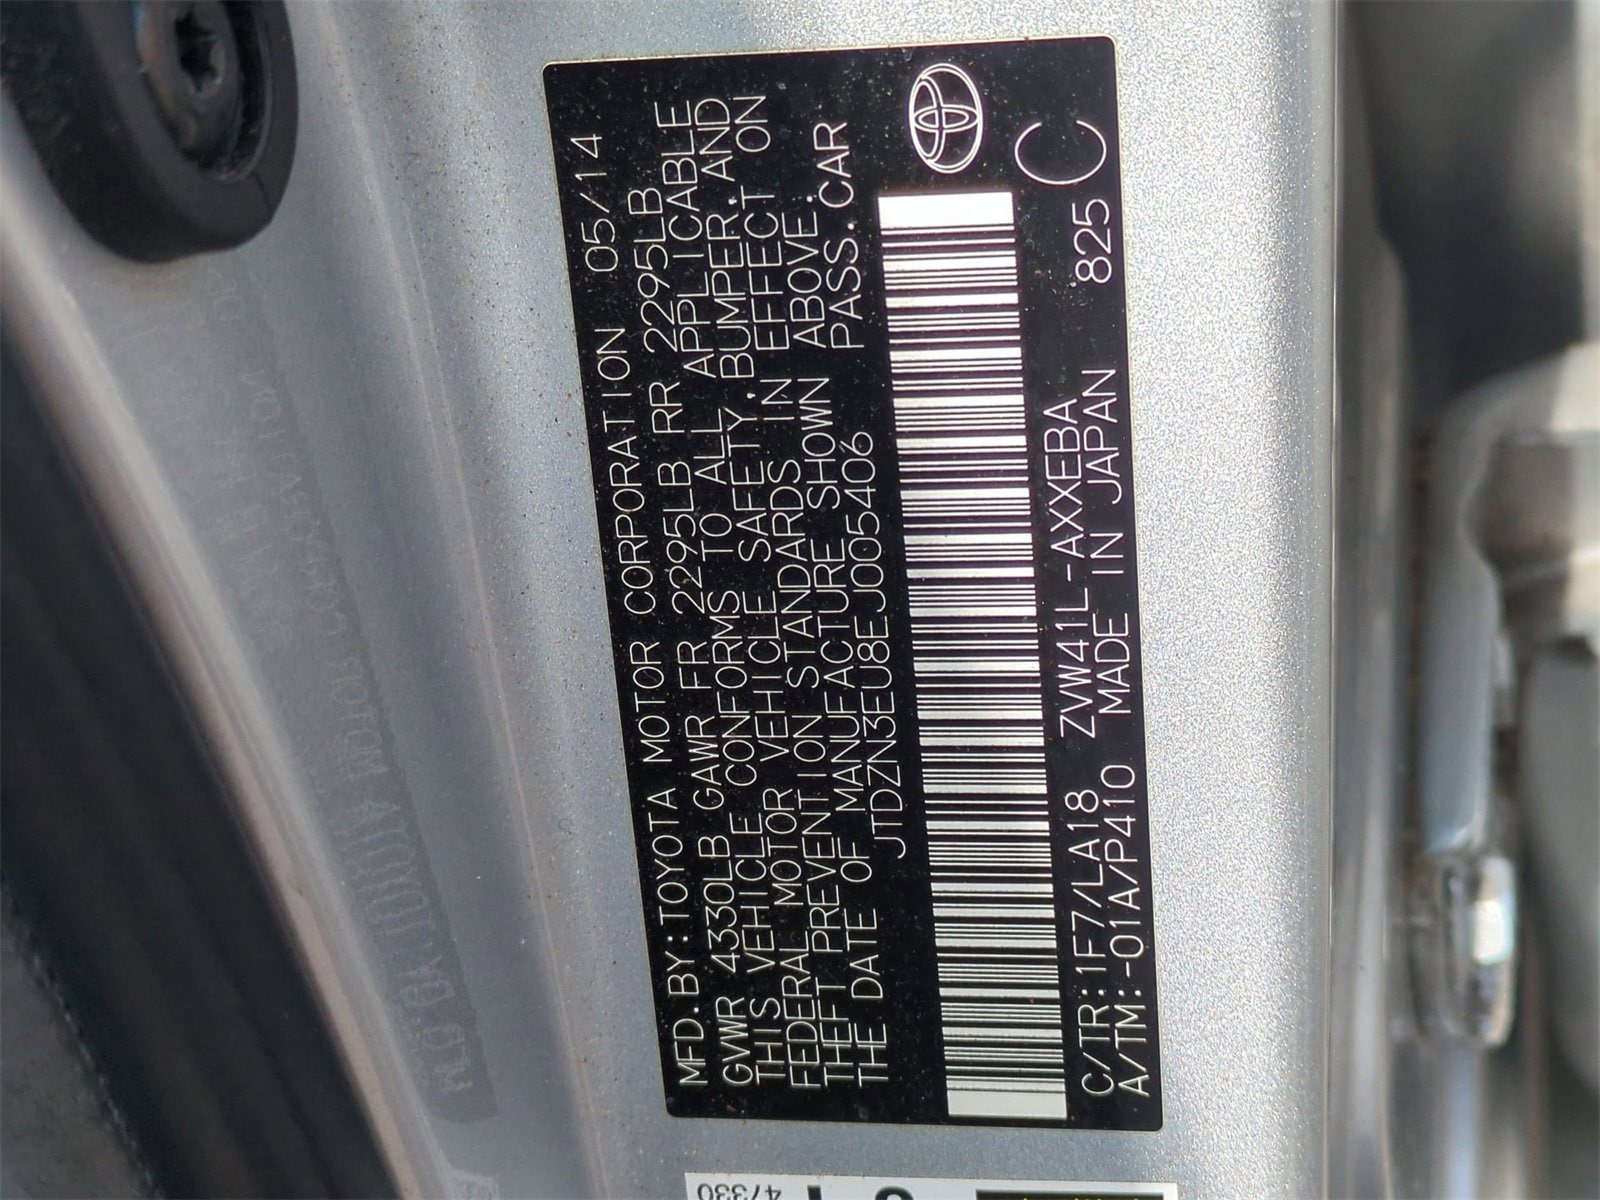 MFD.BY:TOYOTA MOTOR CORPORATION 05/14
GVWR 4330LB GAWR FR 2295LB RR 2295LB
THIS VEHICLE CONFORMS TO ALL APPLICABLE
FEDERAL MOTOR VEHICLE SAFETY, BUMPER, AND
THEFT PREVENTION STANDARDS IN EFFECT ON
THE DATE OF MANUFACTURE SHOWN ABOVE.
JTDZN3EU8EJ005406 PASS.CAR
C/TR:1F7/LA18 ZVW41L-AXXEBA 825 C
A/TM:-01A/P410 MADE IN JAPAN
47330